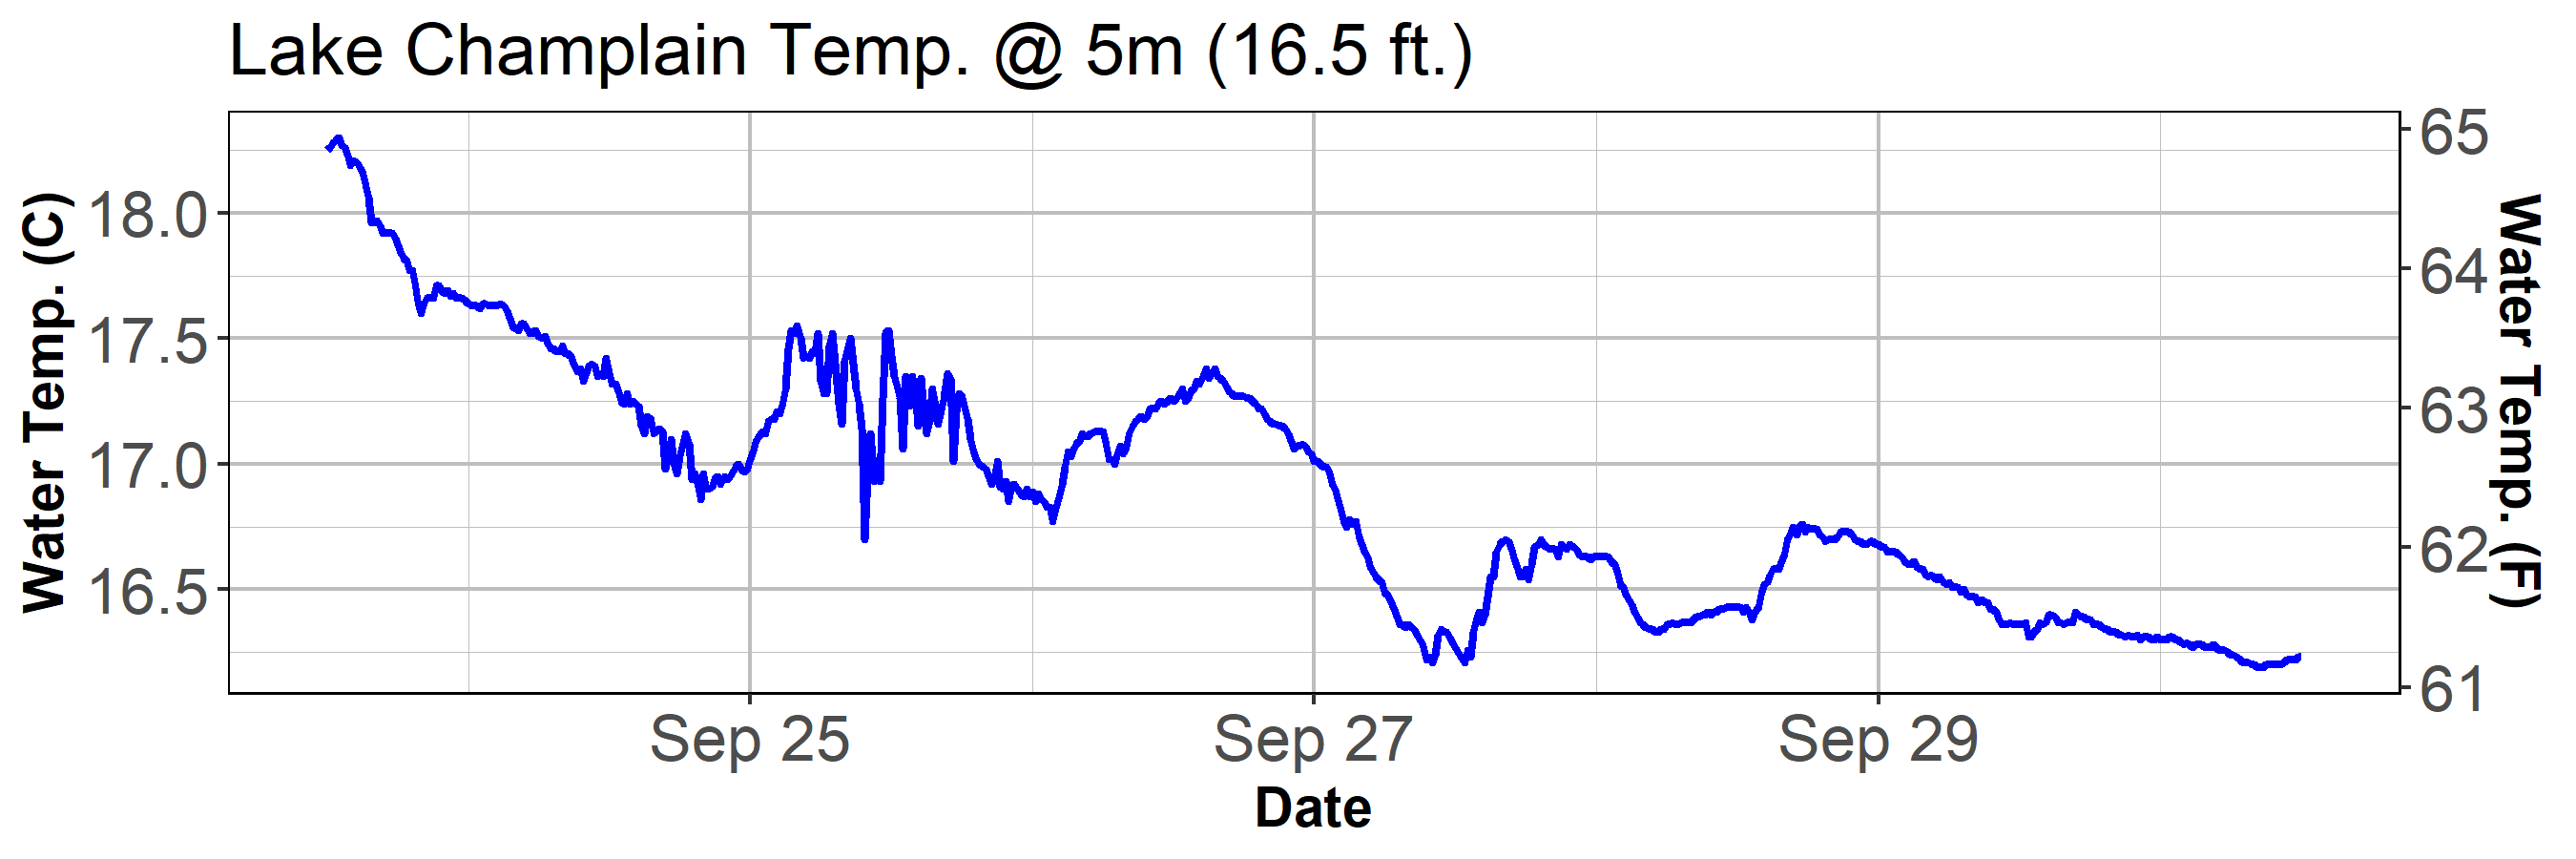 Lake Champlain Temp. @ 5m (16.5 ft.)
Water Temp. (C)
18.0
17.5
17.0
16.5
65
64
63
62
61
Water Temp. (F)
Sep 25
Sep 27
Sep 29
Date